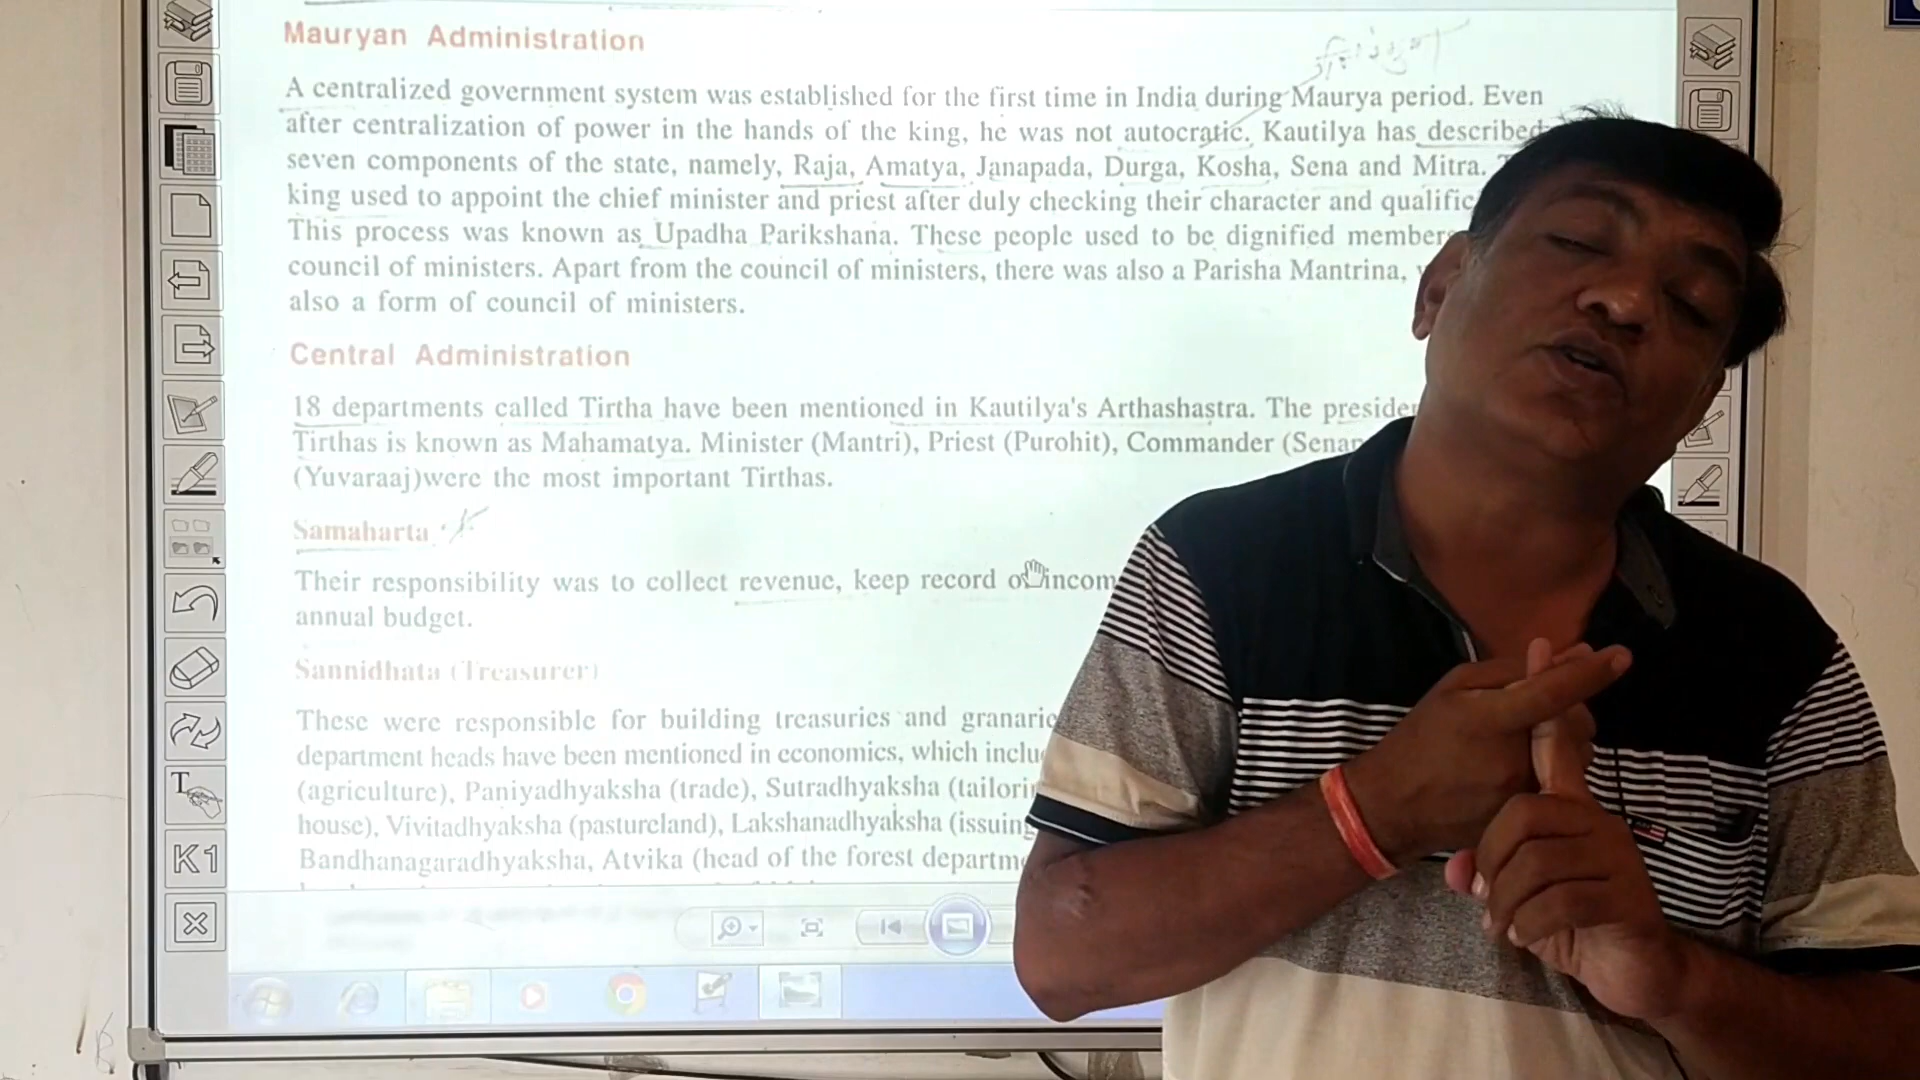 Mauryan Administration
A centralized government system was established for the first time in India during Maurya period. Even
after centralization of power in the hands of the king, he was not autocratic. Kautilya has described
seven components of the state, namely, Raja, Amatya, Janapada, Durga, Kosha, Sena and Mitra.
king used to appoint the chief minister and priest after duly checking their character and qualific
This process was known as Upadha Parikshana. These people used to be dignified member
council of ministers. Apart from the council of ministers, there was also a Parisha Mantrina,
also a form of council of ministers.
Central Administration
18 departments called Tirtha have been mentioned in Kautilya's Arthashastra. The preside
Tirthas is known as Mahamatya. Minister (Mantri), Priest (Purohit), Commander (Senap
(Yuvaraaj)were the most important Tirthas.
Samaharta
Their responsibility was to collect revenue, keep record of incom
annual budget.
Sannidhata (Treasurer)
These were responsible for building treasuries and granarie
department heads have been mentioned in economics, which inclu
(agriculture), Paniyadhyaksha (trade), Sutradhyaksha (tailorin
house), Vivitadhyaksha (pastureland), Lakshanadhyaksha (issuing
Bandhanagaradhyaksha, Atvika (head of the forest departme
T
K1